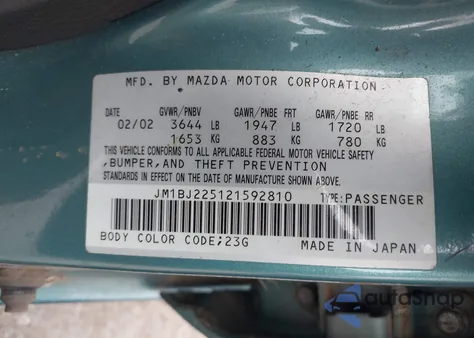 MFD. BY MAZDA MOTOR CORPORATION
DATE GVWR/PNBV GAWR/PNBE FRT GAWR/PNBE RR
02/02 3644 LB 1947 LB 1720 LB
1653 KG 883 KG 780 KG
THIS VEHICLE CONFORMS TO ALL APPLICABLE FEDERAL MOTOR VEHICLE SAFETY
,BUMPER,AND THEFT PREVENTION
STANDARDS IN EFFECT ON THE DATE OF MANUFACTURE SHOWN ABOVE.
JM1BJ225121592810 TYPE:PASSENGER
BODY COLOR CODE;23G MADE IN JAPAN
autoSnap